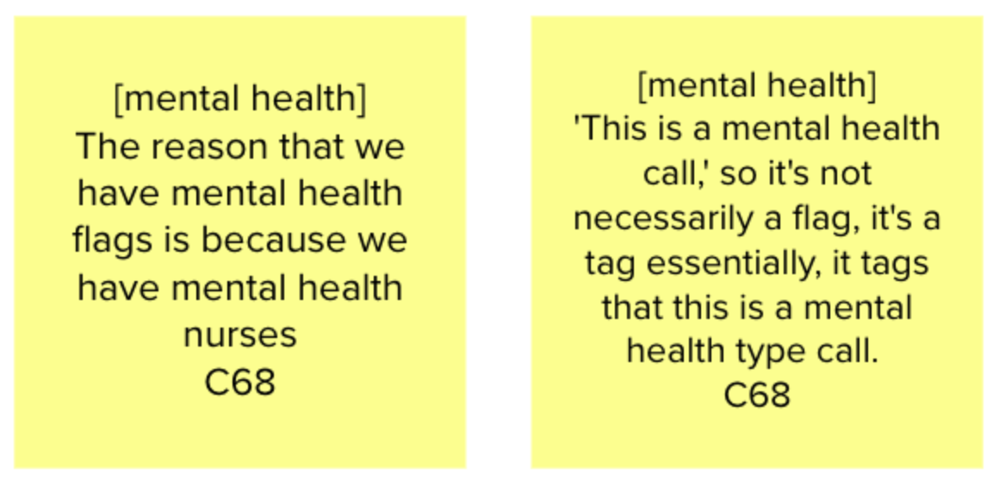 [mental health]
The reason that we
have mental health
flags is because we
have mental health
nurses
C68
[mental health]
'This is a mental health
call,' so it's not
necessarily a flag, it's a
tag essentially, it tags
that this is a mental
health type call.
C68